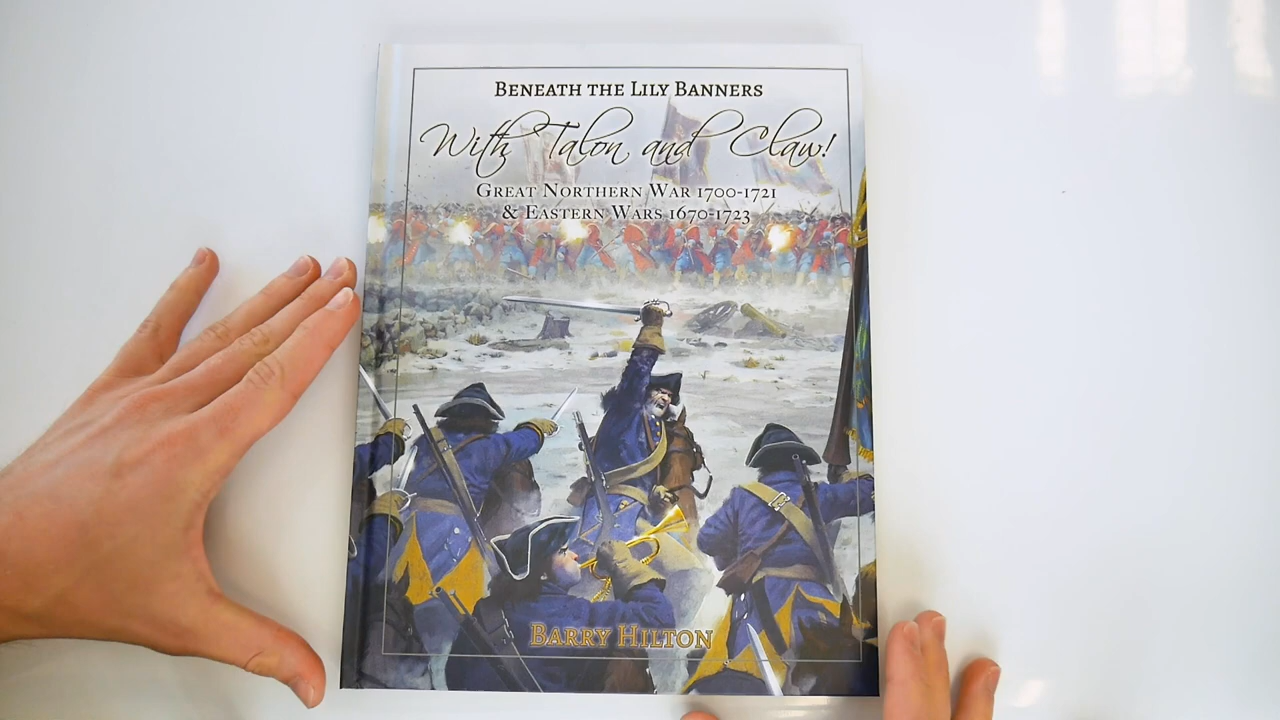 Beneath the Lily Banners
With Talon and Claw!
Great Northern War 1700-1721
& Eastern Wars 1670-1723
Barry Hilton